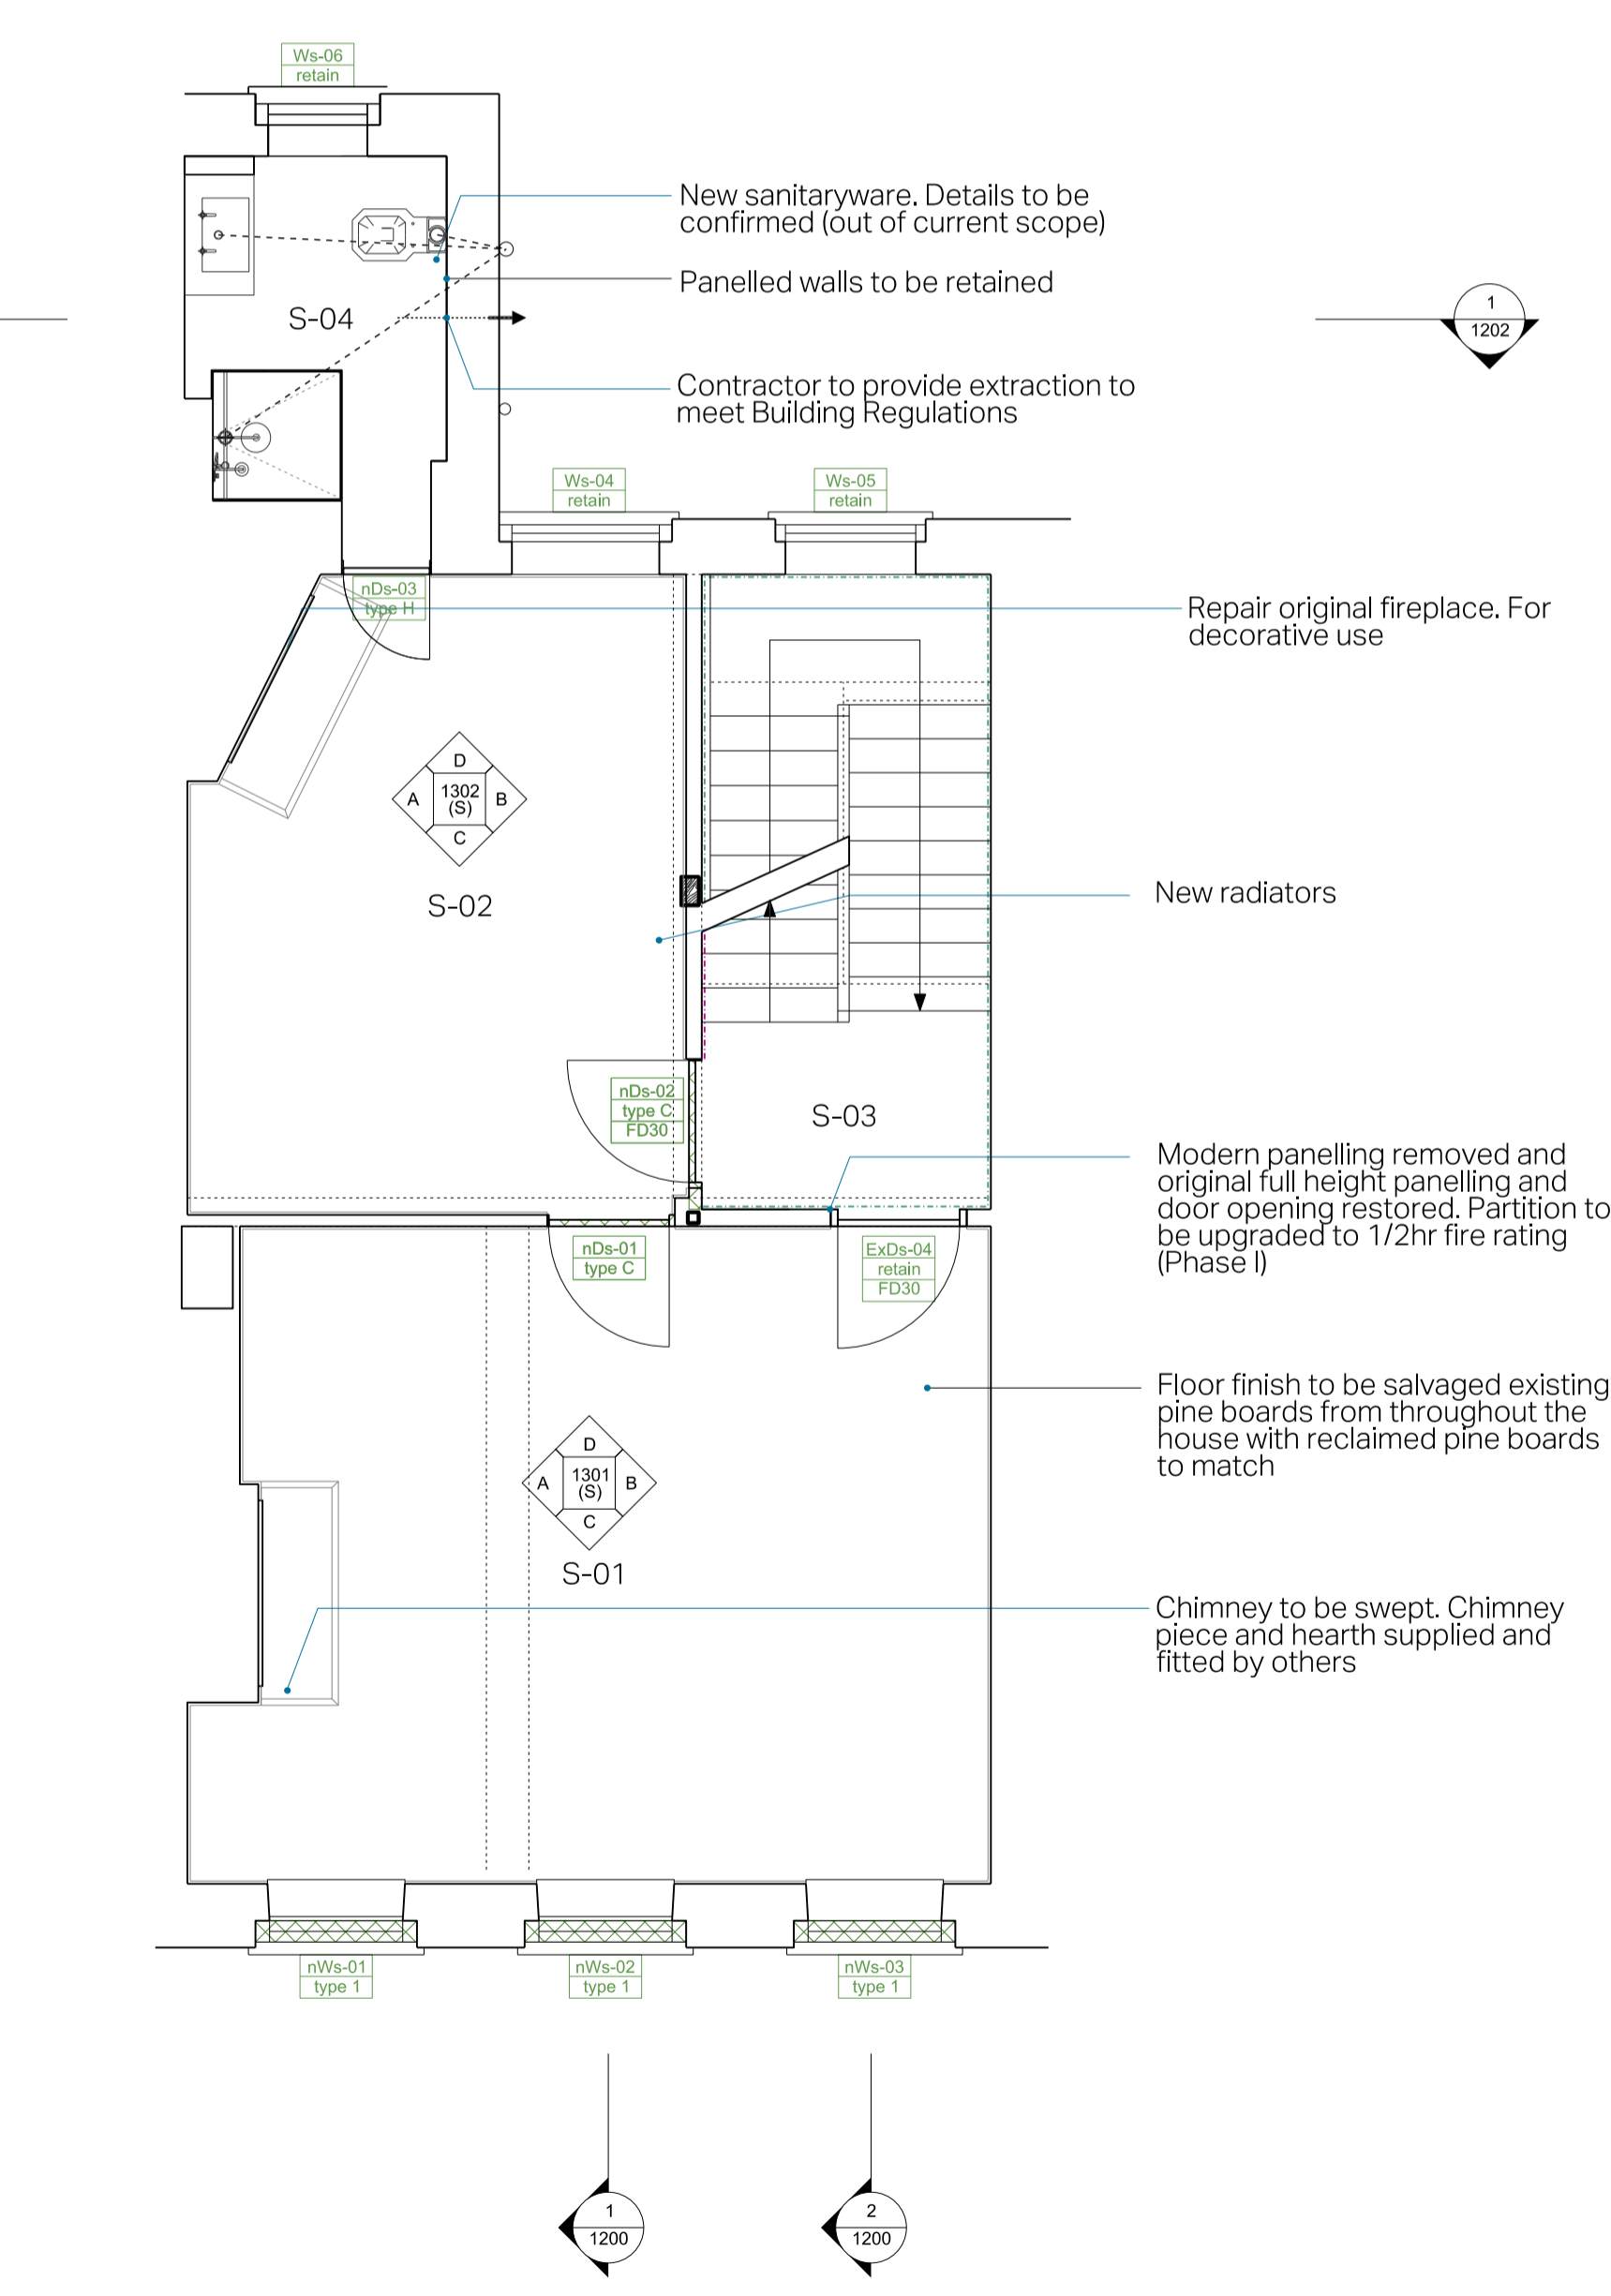 Ws-06
retain
New sanitaryware. Details to be
confirmed (out of current scope)
Panelled walls to be retained
S-04
1
1202
Contractor to provide extraction to
meet Building Regulations
Ws-04
retain
Ws-05
retain
nDs-03
type H
Repair original fireplace. For
decorative use
D
A
1302
(S)
B
C
S-02
New radiators
nDs-02
type C
FD30
S-03
Modern panelling removed and
original full height panelling and
door opening restored. Partition to
be upgraded to 1/2hr fire rating
(Phase I)
nDs-01
type C
ExDs-04
retain
FD30
Floor finish to be salvaged existing
pine boards from throughout the
house with reclaimed pine boards
to match
D
A
1301
(S)
B
C
S-01
Chimney to be swept. Chimney
piece and hearth supplied and
fitted by others
nWs-01
type 1
nWs-02
type 1
nWs-03
type 1
1
1200
2
1200